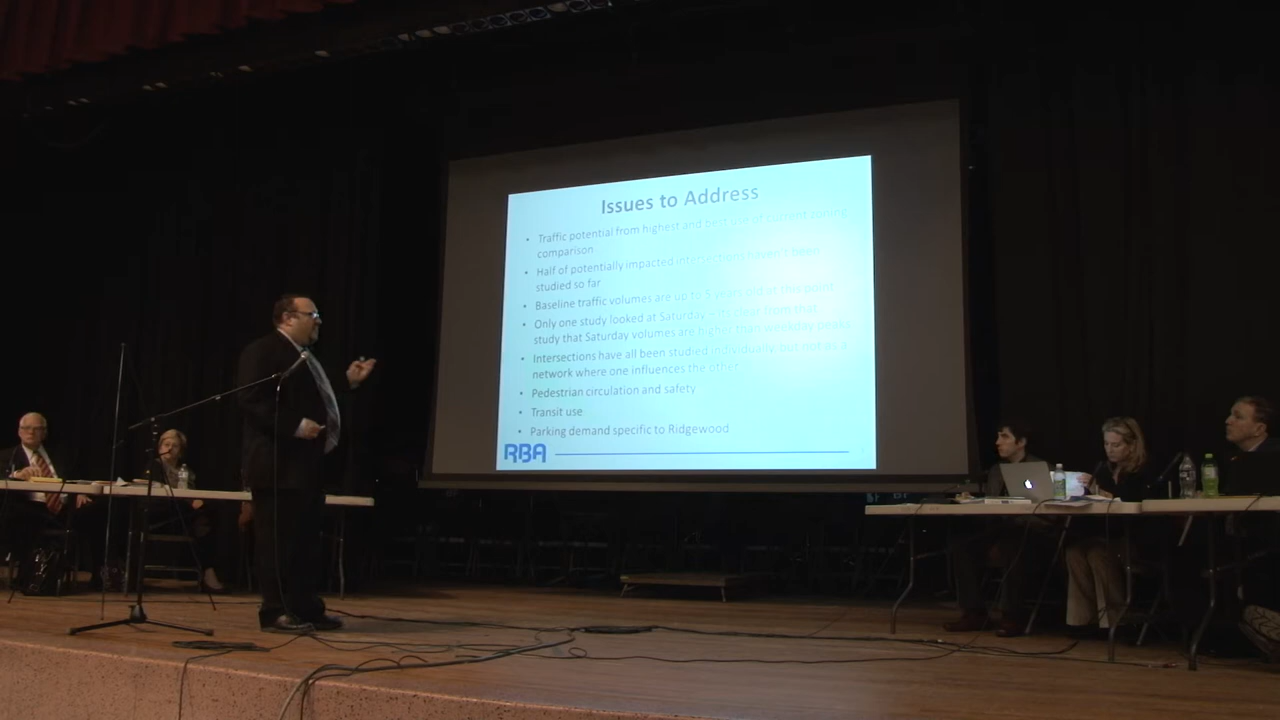 Issues to Address
• Traffic potential from highest and best use of current zoning
comparison
• Half of potentially impacted intersections haven't been
studied so far
• Baseline traffic volumes are up to 5 years old at this point
• Only one study looked at Saturday – its clear from that
study that Saturday volumes are higher than weekday peaks
• Intersections have all been studied individually, but not as a
network where one influences the other
• Pedestrian circulation and safety
• Transit use
• Parking demand specific to Ridgewood
RBA